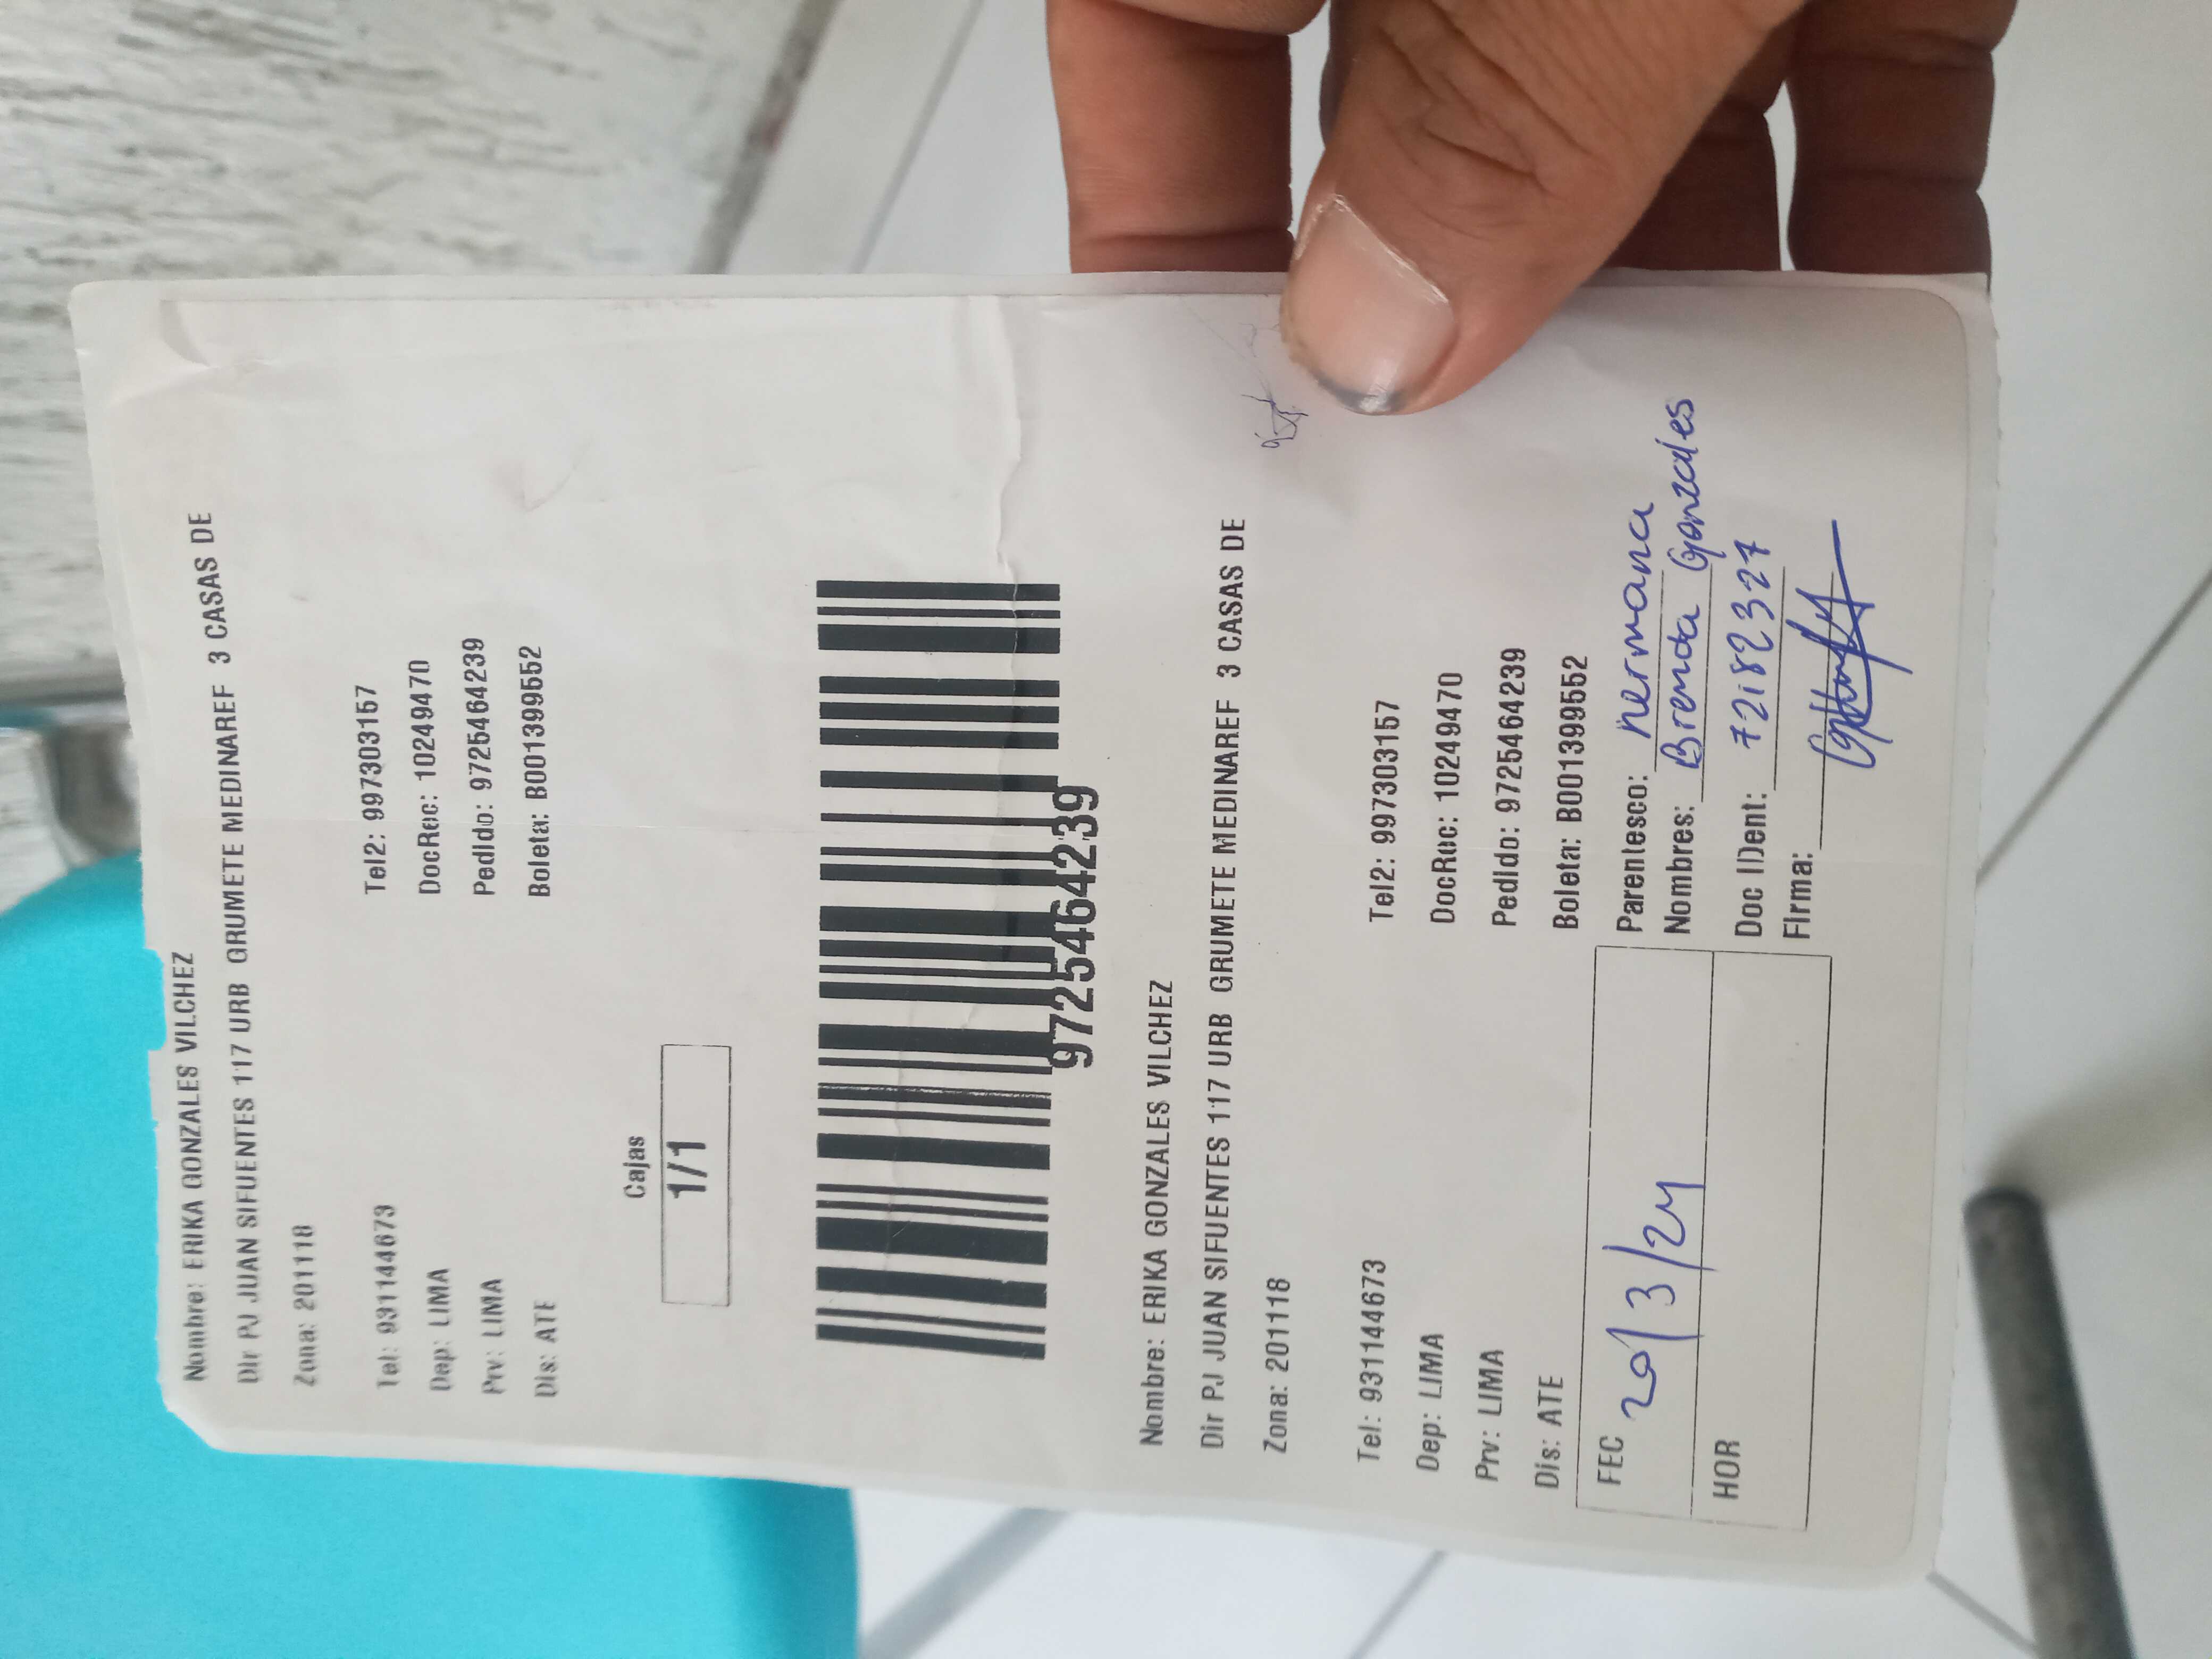 Nombre: ERIKA GONZALES VILCHEZ
Dir PJ JUAN SIFUENTES 117 URB GRUMETE MEDINAREF 3 CASAS DE
Zona: 201118
Tel: 931144673 Tel2: 997303157
Dep: LIMA DocRec: 10249470
Prv: LIMA Pedido: 9725464239
Dis: ATE Boleta: B001399552
Cajas
1/1
9725464239
Nombre: ERIKA GONZALES VILCHEZ
Dir PJ JUAN SIFUENTES 117 URB GRUMETE MEDINAREF 3 CASAS DE
Zona: 201118
Tel: 931144673 Tel2: 997303157
Dep: LIMA DocRec: 10249470
Prv: LIMA Pedido: 9725464239
Dis: ATE Boleta: B001399552
FEC 20/3/24 Parentesco: hermana
Nombres: Brenda Gonzales
HOR Doc IDent: 72182327
Firma: